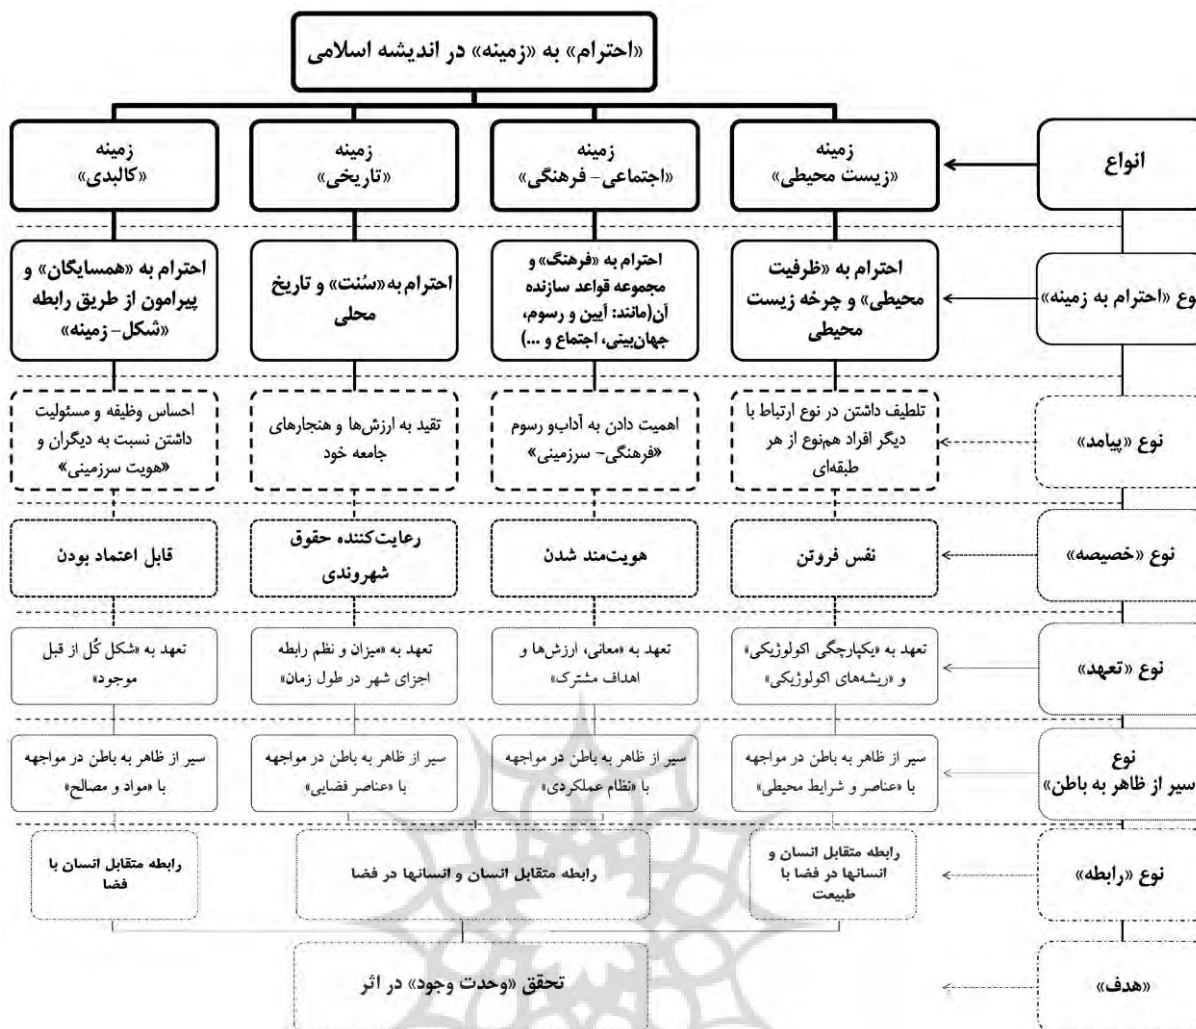 «احترام» به «زمینه» در اندیشه اسلامی
انواع
زمینه
«زیست محیطی»
زمینه
«اجتماعی- فرهنگی»
زمینه
«تاریخی»
زمینه
«کالبدی»
نوع «احترام به زمینه»
احترام به «ظرفیت
محیطی» و چرخه زیست
محیطی
احترام به «فرهنگ» و
مجموعه قواعد سازنده
آن(مانند: آیین و رسوم،
جهان‌بینی، اجتماع و ...)
احترام به «سُنت» و تاریخ
محلی
احترام به «همسایگان» و
پیرامون از طریق رابطه
«شکل- زمینه»
نوع «پیامد»
تلطیف داشتن در نوع ارتباط با
دیگر افراد هم‌نوع از هر
طبقه‌ای
اهمیت دادن به آداب‌و رسوم
«فرهنگی- سرزمینی»
تقید به ارزش‌ها و هنجارهای
جامعه خود
احساس وظیفه و مسئولیت
داشتن نسبت به دیگران و
«هویت سرزمینی»
نوع «خصیصه»
نفس فروتن
هویت‌مند شدن
رعایت‌کننده حقوق
شهروندی
قابل اعتماد بودن
نوع «تعهد»
تعهد به «یکپارچگی اکولوژیکی»
و «ریشه‌های اکولوژیکی»
تعهد به «معانی، ارزش‌ها و
اهداف مشترک»
تعهد به «میزان و نظم رابطه
اجزای شهر در طول زمان»
تعهد به «شکل کُل از قبل
موجود»
نوع
«سیر از ظاهر به باطن»
سیر از ظاهر به باطن در مواجهه
با «عناصر و شرایط محیطی»
سیر از ظاهر به باطن در مواجهه
با «نظام عملکردی»
سیر از ظاهر به باطن در مواجهه
با «عناصر فضایی»
سیر از ظاهر به باطن در مواجهه
با «مواد و مصالح»
نوع «رابطه»
رابطه متقابل انسان و
انسانها در فضا با
طبیعت
رابطه متقابل انسان و انسانها در فضا
رابطه متقابل انسان با
فضا
«هدف»
تحقق «وحدت وجود» در اثر